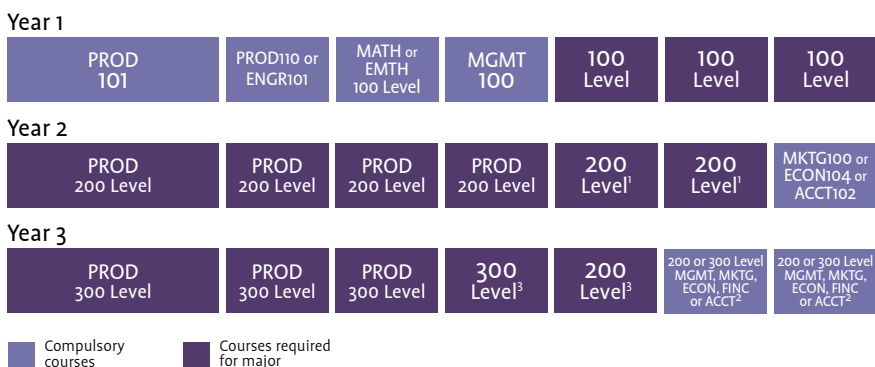 Year 1
PROD
101
PROD110 or
ENGR101
MATH or
EMTH
100 Level
MGMT
100
100
Level
100
Level
100
Level
Year 2
PROD
200 Level
PROD
200 Level
PROD
200 Level
PROD
200 Level
200
Level¹
200
Level¹
MKTG100 or
ECON104 or
ACCT102
Year 3
PROD
300 Level
PROD
300 Level
PROD
300 Level
300
Level³
200
Level³
200 or 300 Level
MGMT, MKTG,
ECON, FINC
or ACCT²
200 or 300 Level
MGMT, MKTG,
ECON, FINC
or ACCT²
Compulsory
courses
Courses required
for major